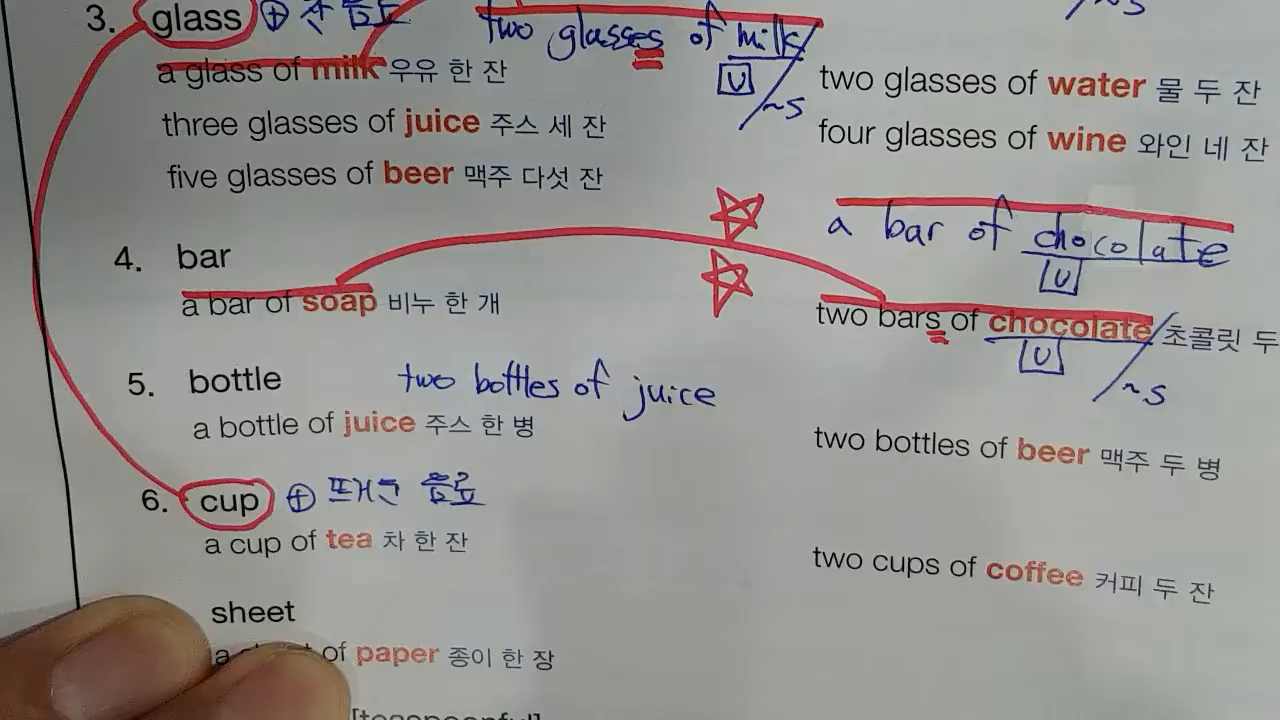 3. glass ⊕ 찬 음료
two glasses of milk
U
~s
~s
a glass of milk 우유 한 잔
two glasses of water 물 두 잔
three glasses of juice 주스 세 잔
four glasses of wine 와인 네 잔
five glasses of beer 맥주 다섯 잔
a bar of chocolate
U
4. bar
a bar of soap 비누 한 개
two bars of chocolate 초콜릿 두
U
~s
5. bottle
two bottles of juice
a bottle of juice 주스 한 병
two bottles of beer 맥주 두 병
6. cup ⊕ 뜨거운 음료
a cup of tea 차 한 잔
two cups of coffee 커피 두 잔
sheet
a of paper 종이 한 장
[teaspoonful]